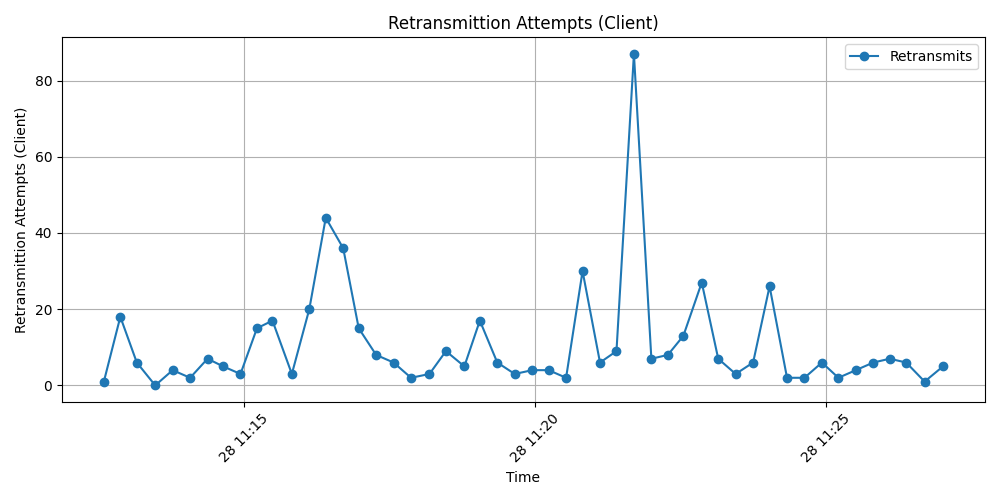 Retransmittion Attempts (Client)
Retransmits
Retransmittion Attempts (Client)
80
60
40
20
0
28 11:15
28 11:20
28 11:25
Time